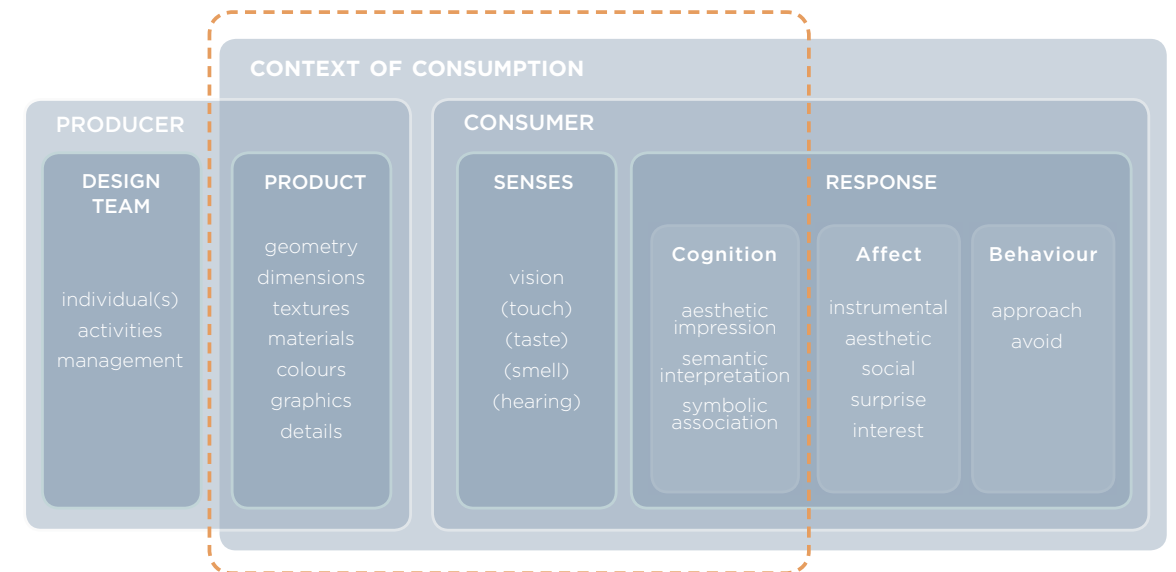 CONTEXT OF CONSUMPTION
PRODUCER
DESIGN
TEAM
individual(s)
activities
management
PRODUCT
geometry
dimensions
textures
materials
colours
graphics
details
CONSUMER
SENSES
vision
(touch)
(taste)
(smell)
(hearing)
RESPONSE
Cognition
aesthetic
impression
semantic
interpretation
symbolic
association
Affect
instrumental
aesthetic
social
surprise
interest
Behaviour
approach
avoid